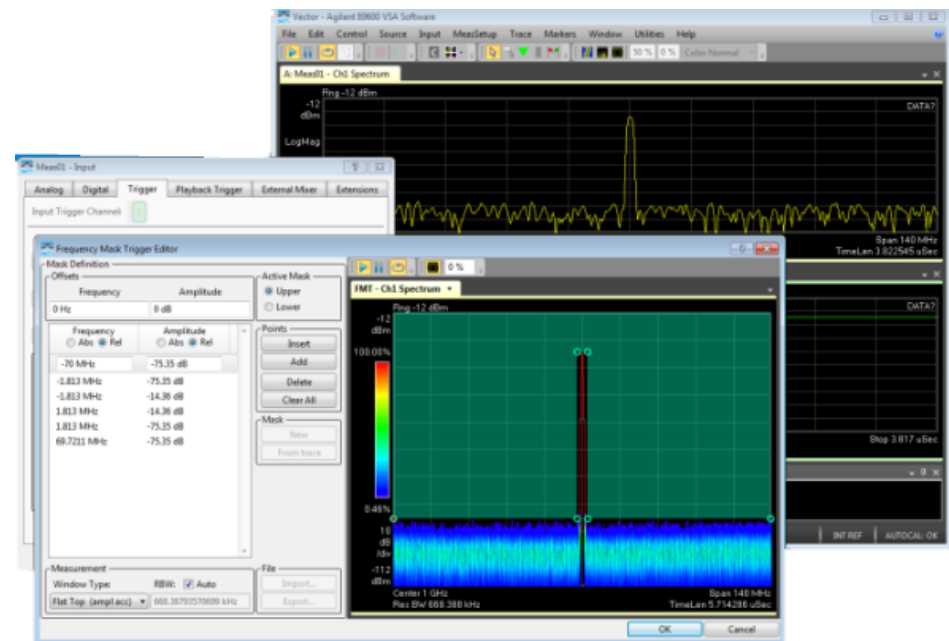 Vector - Agilent 89600 VSA Software
File Edit Control Source Input MeasSetup Trace Markers Window Utilities Help
50 % 0 % Color Normal
A: Meas01 - Ch1 Spectrum
Rng -12 dBm
-12
dBm
DATA?
LogMag
Span 140 MHz
TimeLen 3.822545 uSec
DATA?
Stop 3.817 uSec
INT REF AUTOCAL: OK
Meas01 - Input
Analog Digital Trigger Playback Trigger External Mixer Extensions
Input Trigger Channel:
Frequency Mask Trigger Editor
Mask Definition
Offsets
Frequency Amplitude
0 Hz 0 dB
Frequency Amplitude
Abs Rel Abs Rel
-70 MHz -75.35 dB
-1.813 MHz -75.35 dB
-1.813 MHz -14.36 dB
1.813 MHz -14.36 dB
1.813 MHz -75.35 dB
69.7211 MHz -75.35 dB
Active Mask
Upper
Lower
Points
Insert
Add
Delete
Clear All
Mask
New
From trace
Measurement
Window Type: RBW: Auto
Flat Top (ampl acc)
File
Import...
Export...
0 %
FMT - Ch1 Spectrum
Rng -12 dBm
-12
dBm
100.00%
0.46%
10
dB
/div
-112
dBm
Center 1 GHz Span 140 MHz
Res BW 668.388 kHz TimeLen 5.714286 uSec
OK Cancel